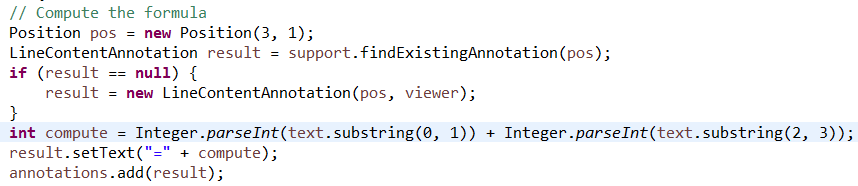 // Compute the formula
Position pos = new Position(3, 1);
LineContentAnnotation result = support.findExistingAnnotation(pos);
if (result == null) {
    result = new LineContentAnnotation(pos, viewer);
}
int compute = Integer.parseInt(text.substring(0, 1)) + Integer.parseInt(text.substring(2, 3));
result.setText("=" + compute);
annotations.add(result);